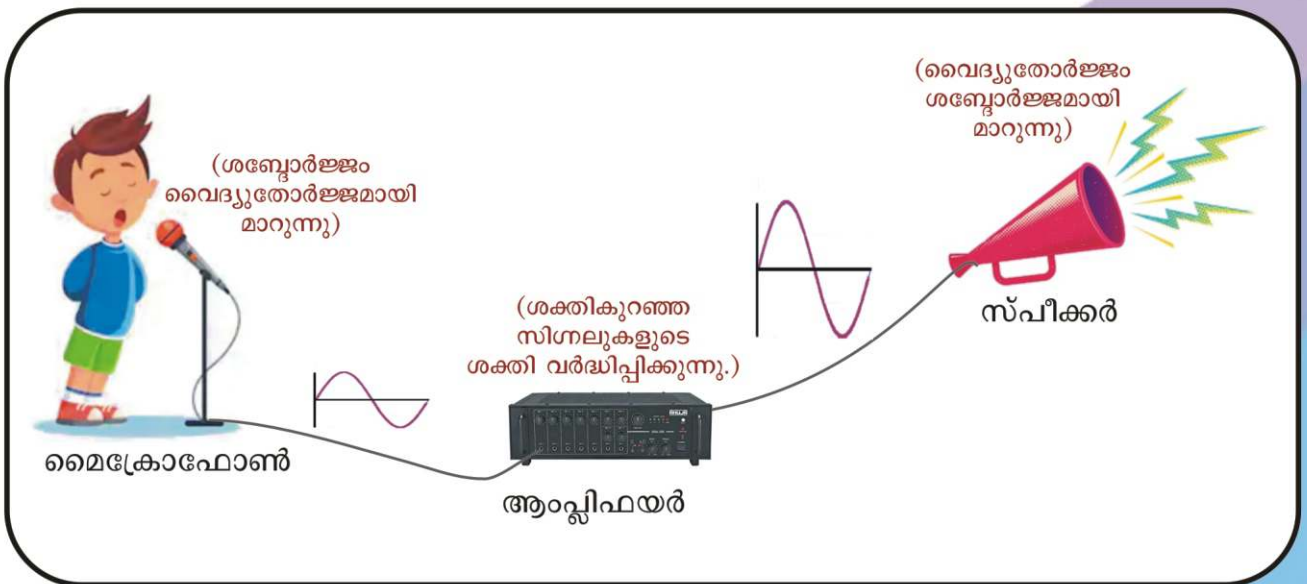 (ശബ്ദോർജ്ജം
വൈദ്യുതോർജ്ജമായി
മാറുന്നു)
മൈക്രോഫോൺ
(ശക്തികുറഞ്ഞ
സിഗ്നലുകളുടെ
ശക്തി വർദ്ധിപ്പിക്കുന്നു.)
ആംപ്ലിഫയർ
(വൈദ്യുതോർജ്ജം
ശബ്ദോർജ്ജമായി
മാറുന്നു)
സ്പീക്കർ